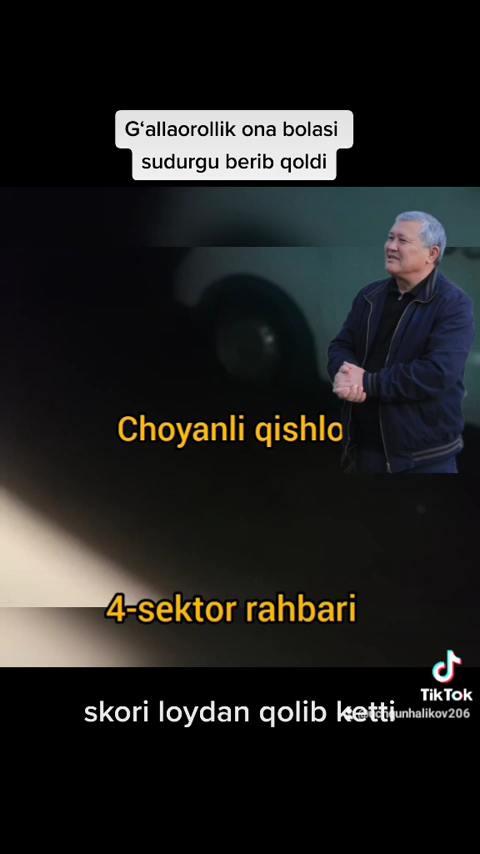 G‘allaorollik ona bolasi
sudurgu berib qoldi
Choyanli qishlo
4-sektor rahbari
TikTok
skori loydan qolib ketti